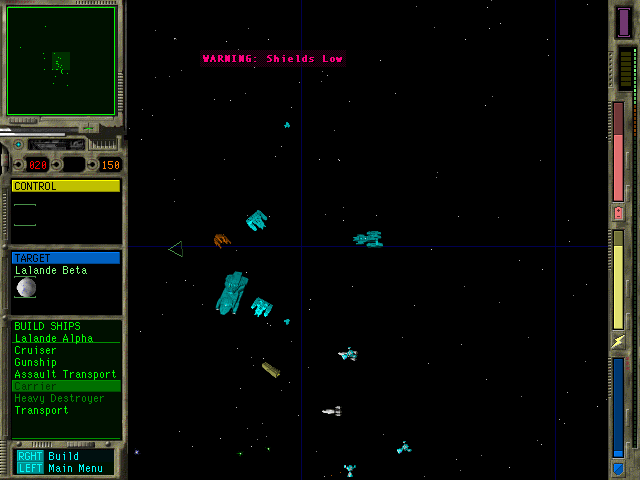 WARNING: Shields Low
020
150
CONTROL
TARGET
Lalande Beta
BUILD SHIPS
Lalande Alpha
Cruiser
Gunship
Assault Transport
Carrier
Heavy Destroyer
Transport
RGHT Build
LEFT Main Menu